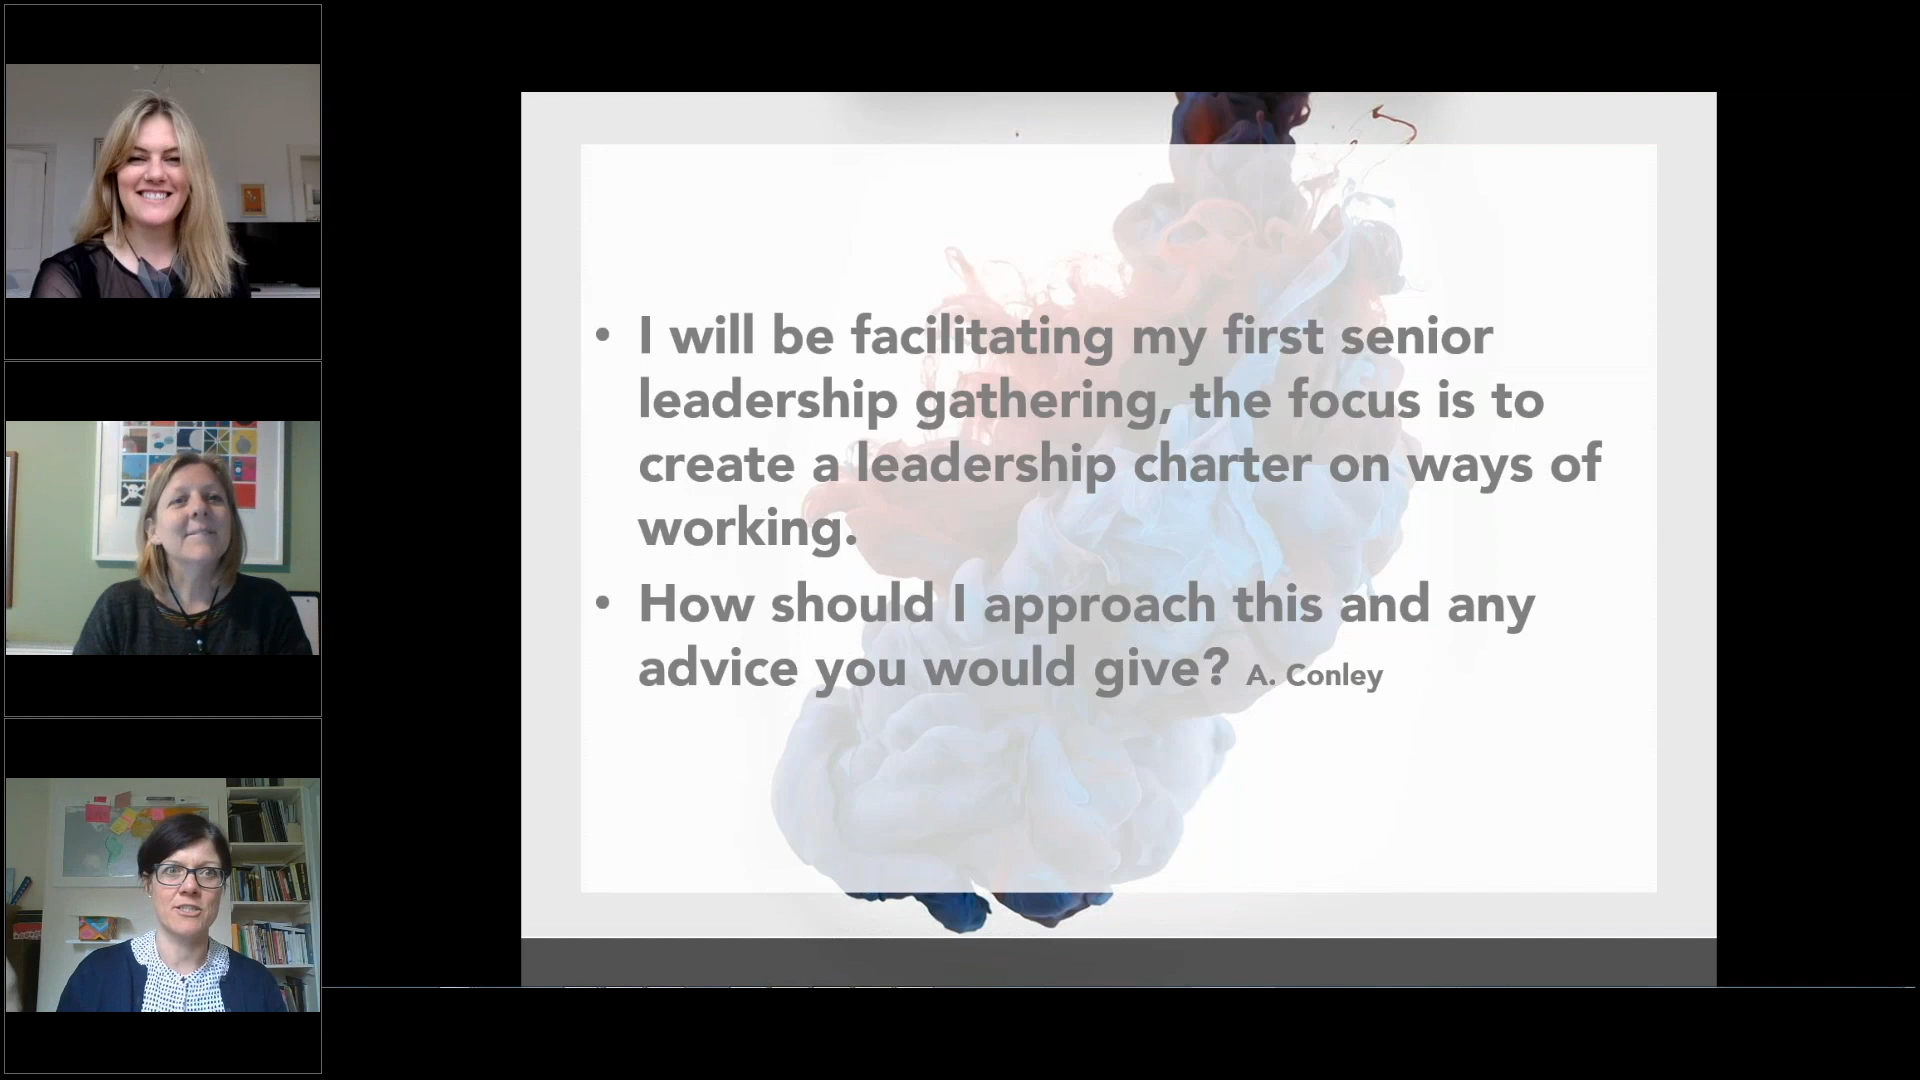 • I will be facilitating my first senior
leadership gathering, the focus is to
create a leadership charter on ways of
working.
• How should I approach this and any
advice you would give? A. Conley